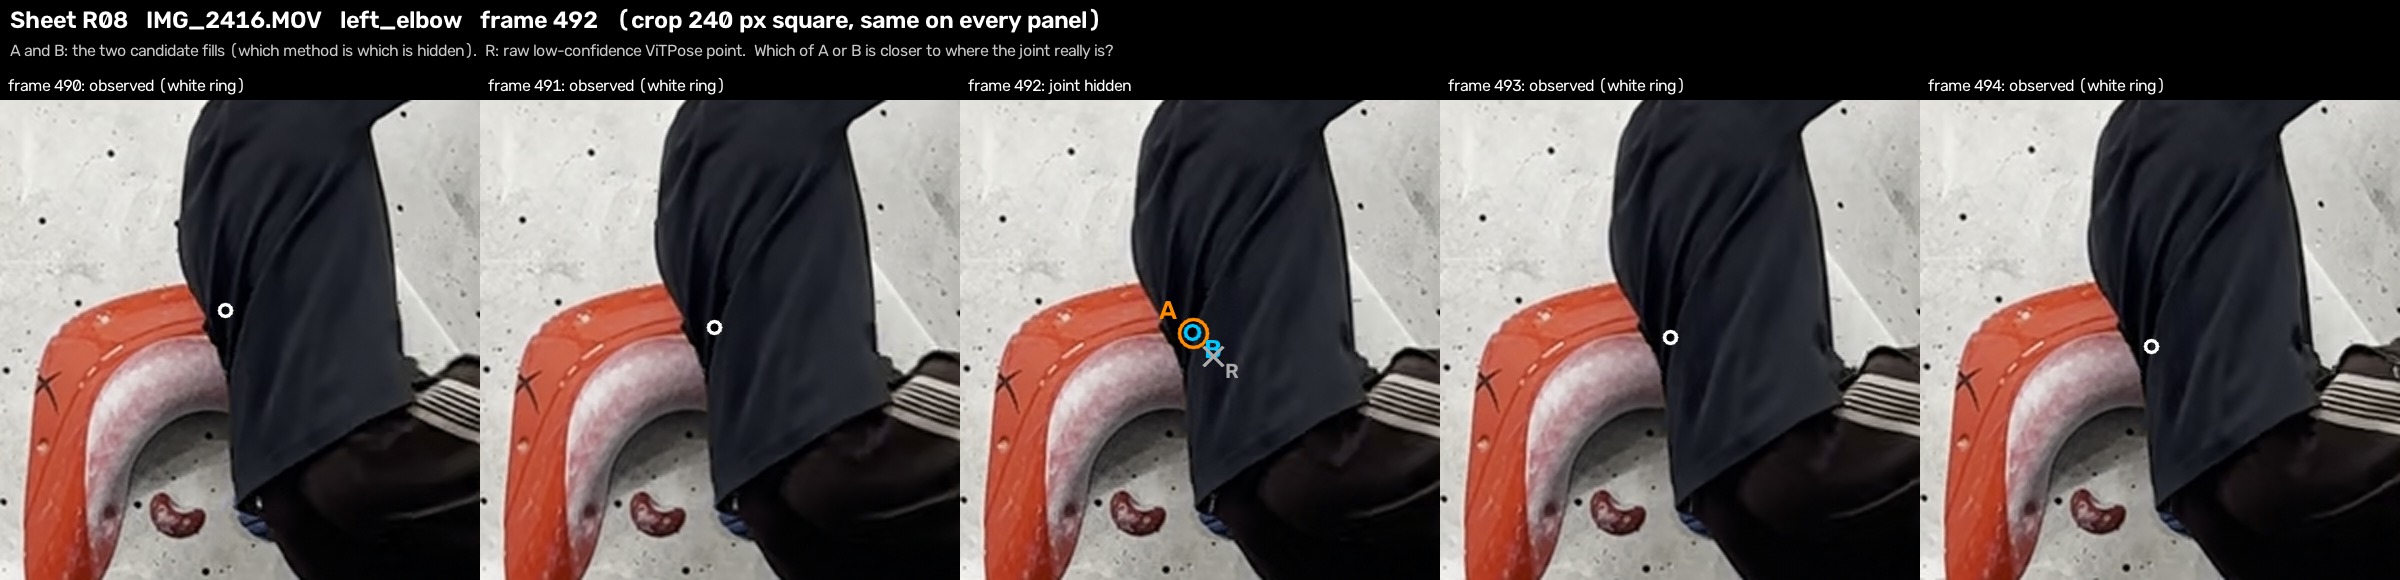 Sheet R08 IMG_2416.MOV left_elbow frame 492 (crop 240 px square, same on every panel)
A and B: the two candidate fills (which method is which is hidden). R: raw low-confidence ViTPose point. Which of A or B is closer to where the joint really is?
frame 490: observed (white ring)
frame 491: observed (white ring)
frame 492: joint hidden
frame 493: observed (white ring)
frame 494: observed (white ring)
A
B
R